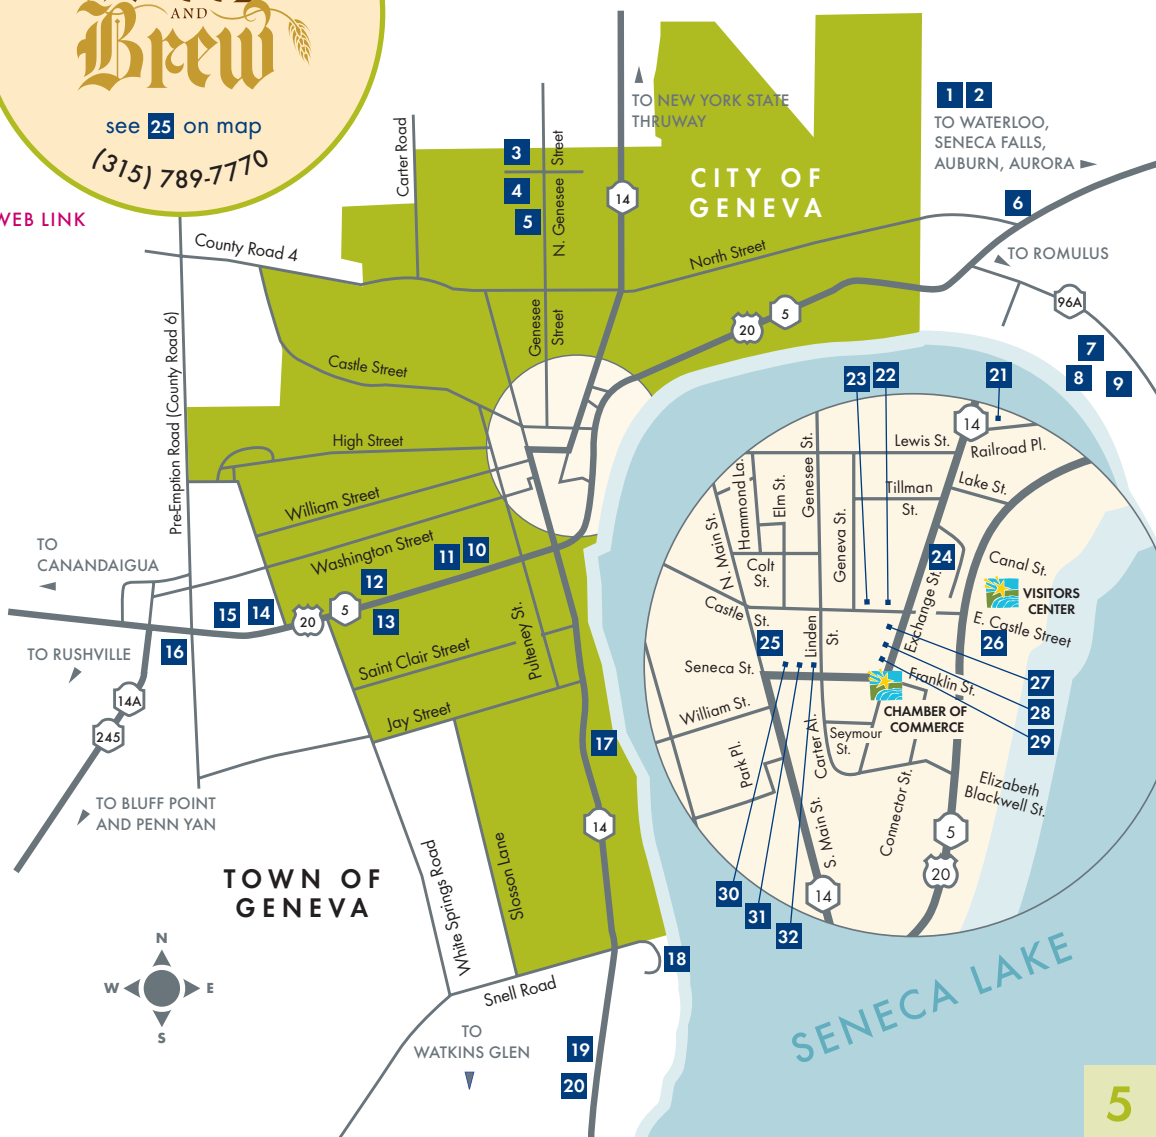 AND
Brew
see 25 on map
(315) 789-7770
WEB LINK
TO NEW YORK STATE
THRUWAY
CITY OF
GENEVA
1 2
TO WATERLOO,
SENECA FALLS,
AUBURN, AURORA
Carter Road
3
4
5
N. Genesee Street
14
6
County Road 4
North Street
TO ROMULUS
96A
Pre-Emption Road (County Road 6)
Genesee
Street
20
5
7
8
9
Castle Street
High Street
William Street
Washington Street
TO
CANANDAIGUA
11
10
12
5
20
13
15
14
16
TO RUSHVILLE
Saint Clair Street
Pulteney St.
14A
245
Jay Street
17
TO BLUFF POINT
AND PENN YAN
14
TOWN OF
GENEVA
White Springs Road
Slosson Lane
N
W
E
S
18
Snell Road
TO
WATKINS GLEN
19
20
23
22
21
14
Lewis St.
Railroad Pl.
N. Main St.
Hammond La.
Elm St.
Genesee St.
Geneva St.
Tillman
St.
Lake St.
24
Colt
St.
Exchange St.
Canal St.
VISITORS
CENTER
Castle
St.
Linden
St.
E. Castle Street
25
26
Seneca St.
Franklin St.
27
CHAMBER OF
COMMERCE
28
29
William St.
Park Pl.
Carter Al.
Seymour
St.
Elizabeth
Blackwell St.
S. Main St.
Connector St.
5
20
14
30
31
32
SENECA LAKE
5